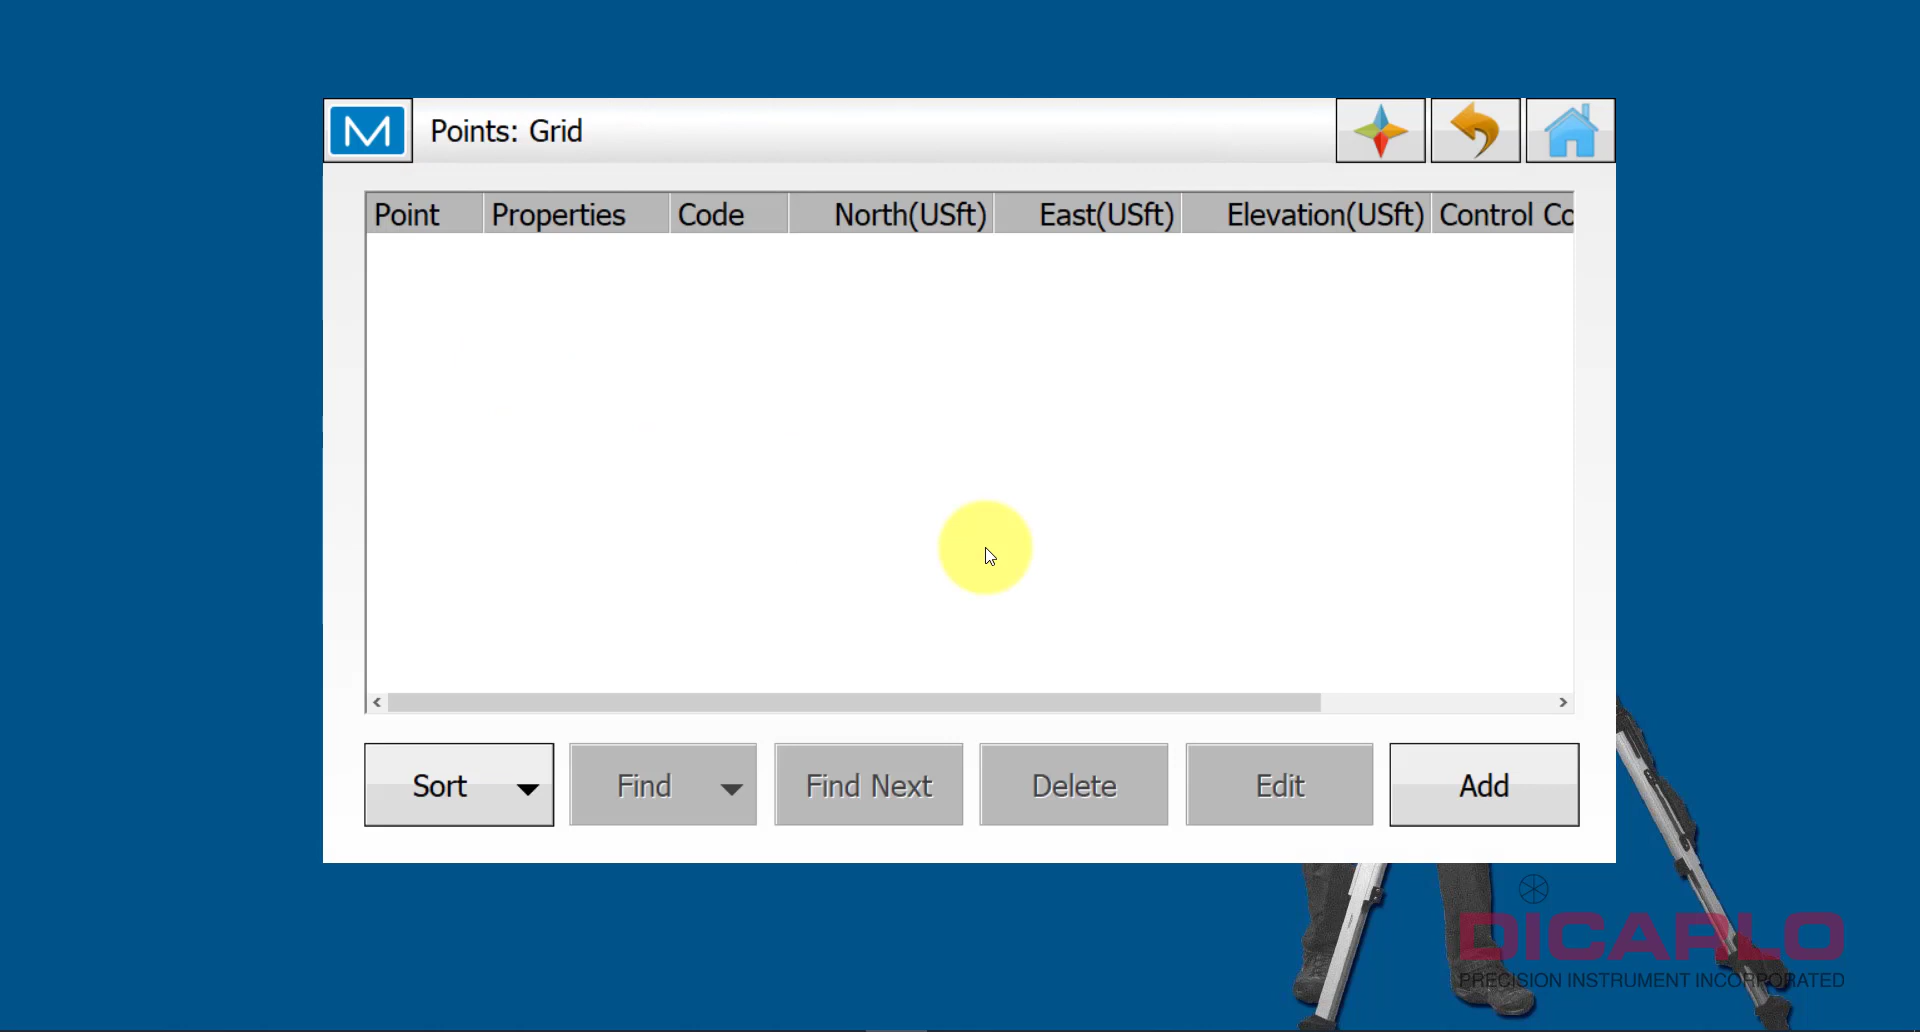 M Points: Grid
Point Properties Code North(USft) East(USft) Elevation(USft) Control Co
Sort Find Find Next Delete Edit Add
DICARLO
PRECISION INSTRUMENT INCORPORATED